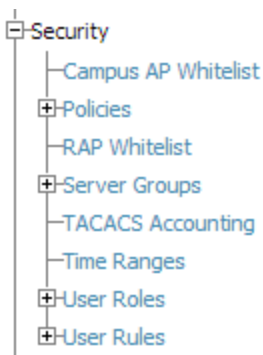 Security
Campus AP Whitelist
Policies
RAP Whitelist
Server Groups
TACACS Accounting
Time Ranges
User Roles
User Rules